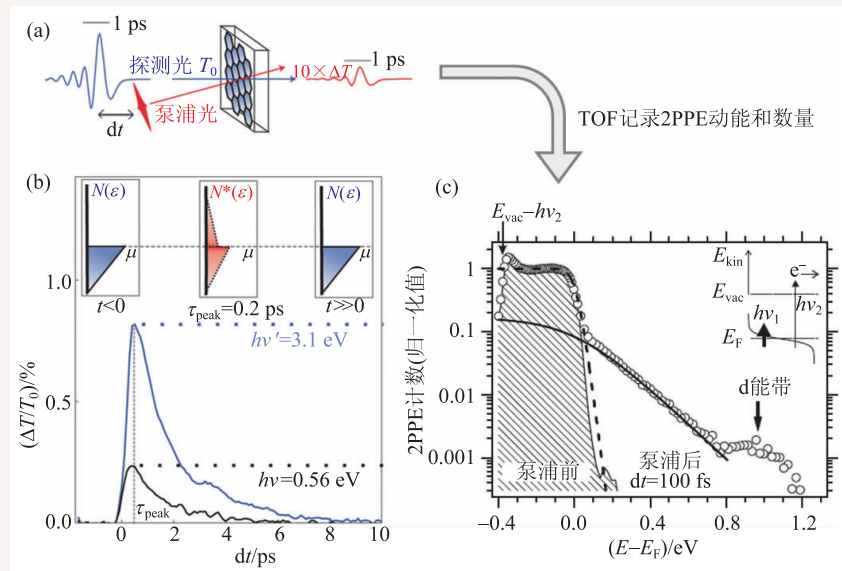 (a)
1 ps
探测光 T₀
泵浦光
dt
10×ΔT
1 ps
TOF记录2PPE动能和数量
(b)
N(ε)
N*(ε)
N(ε)
μ
μ
μ
t<0
τpeak=0.2 ps
t≫0
hν′=3.1 eV
hν=0.56 eV
τpeak
(ΔT/T₀)/%
1.0
0.5
0.0
0
2
4
6
8
10
dt/ps
(c)
Evac–hν₂
Ekin
e⁻
Evac
hν₁
hν₂
EF
d能带
泵浦前
泵浦后
dt=100 fs
2PPE计数(归一化值)
1
0.1
0.01
0.001
−0.4
0.0
0.4
0.8
1.2
(E−EF)/eV